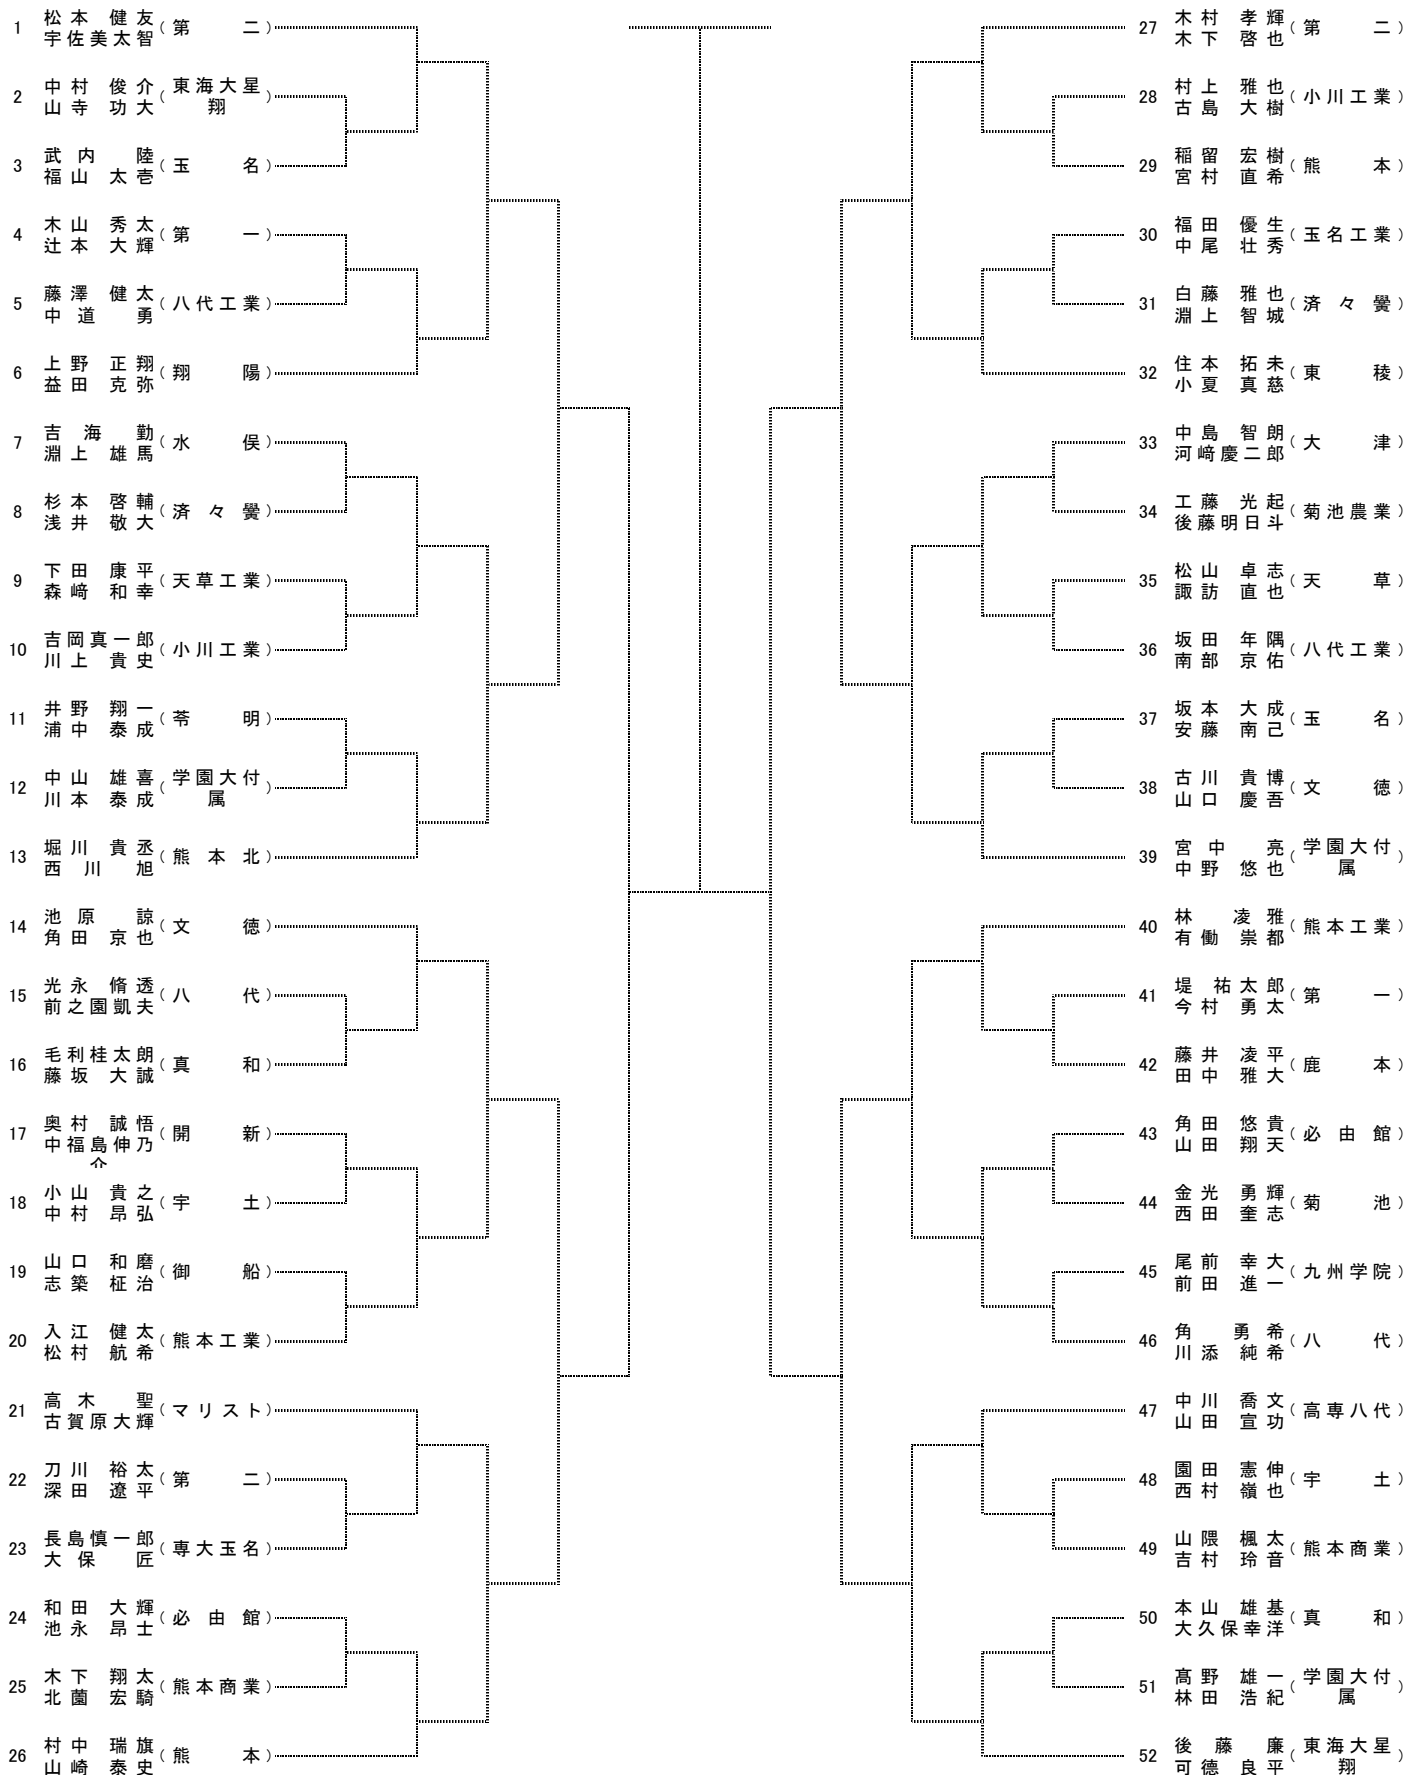 1 松本 健友 (第 二)
宇佐美太智
2 中村 俊介 (東海大星翔)
山寺 功大
3 武内 陸 (玉 名)
福山 太壱
4 木山 秀太 (第 一)
辻本 大輝
5 藤澤 健太 (八代工業)
中道 勇
6 上野 正翔 (翔 陽)
益田 克弥
7 吉海 勤 (水 俣)
淵上 雄馬
8 杉本 啓輔 (済々黌)
浅井 敬大
9 下田 康平 (天草工業)
森﨑 和幸
10 吉岡真一郎 (小川工業)
川上 貴史
11 井野 翔一 (苓 明)
浦中 泰成
12 中山 雄喜 (学園大付属)
川本 泰成
13 堀川 貴丞 (熊本北)
西川 旭
14 池原 諒 (文 徳)
角田 京也
15 光永 脩透 (八 代)
前之園凱夫
16 毛利桂太朗 (真 和)
藤坂 大誠
17 奥村 誠悟 (開 新)
中福島伸乃介
18 小山 貴之 (宇 土)
中村 昂弘
19 山口 和磨 (御 船)
志築 柾治
20 入江 健太 (熊本工業)
松村 航希
21 高木 聖 (マリスト)
古賀原大輝
22 刀川 裕太 (第 二)
深田 遼平
23 長島慎一郎 (専大玉名)
大保 匠
24 和田 大輝 (必由館)
池永 昂士
25 木下 翔太 (熊本商業)
北薗 宏騎
26 村中 瑞旗 (熊 本)
山崎 泰史
27 木村 孝輝 (第 二)
木下 啓也
28 村上 雅也 (小川工業)
古島 大樹
29 稲留 宏樹 (熊 本)
宮村 直希
30 福田 優生 (玉名工業)
中尾 壮秀
31 白藤 雅也 (済々黌)
淵上 智城
32 住本 拓未 (東 稜)
小夏 真慈
33 中島 智朗 (大 津)
河﨑慶二郎
34 工藤 光起 (菊池農業)
後藤明日斗
35 松山 卓志 (天 草)
諏訪 直也
36 坂田 年隅 (八代工業)
南部 京佑
37 坂本 大成 (玉 名)
安藤 南己
38 古川 貴博 (文 徳)
山口 慶吾
39 宮中 亮 (学園大付属)
中野 悠也
40 林 凌雅 (熊本工業)
有働 崇都
41 堤 祐太郎 (第 一)
今村 勇太
42 藤井 凌平 (鹿 本)
田中 雅大
43 角田 悠貴 (必由館)
山田 翔天
44 金光 勇輝 (菊 池)
西田 奎志
45 尾前 幸大 (九州学院)
前田 進一
46 角 勇希 (八 代)
川添 純希
47 中川 喬文 (高専八代)
山田 宣功
48 園田 憲伸 (宇 土)
西村 嶺也
49 山隈 楓太 (熊本商業)
吉村 玲音
50 本山 雄基 (真 和)
大久保幸洋
51 髙野 雄一 (学園大付属)
林田 浩紀
52 後藤 廉 (東海大星翔)
可徳 良平